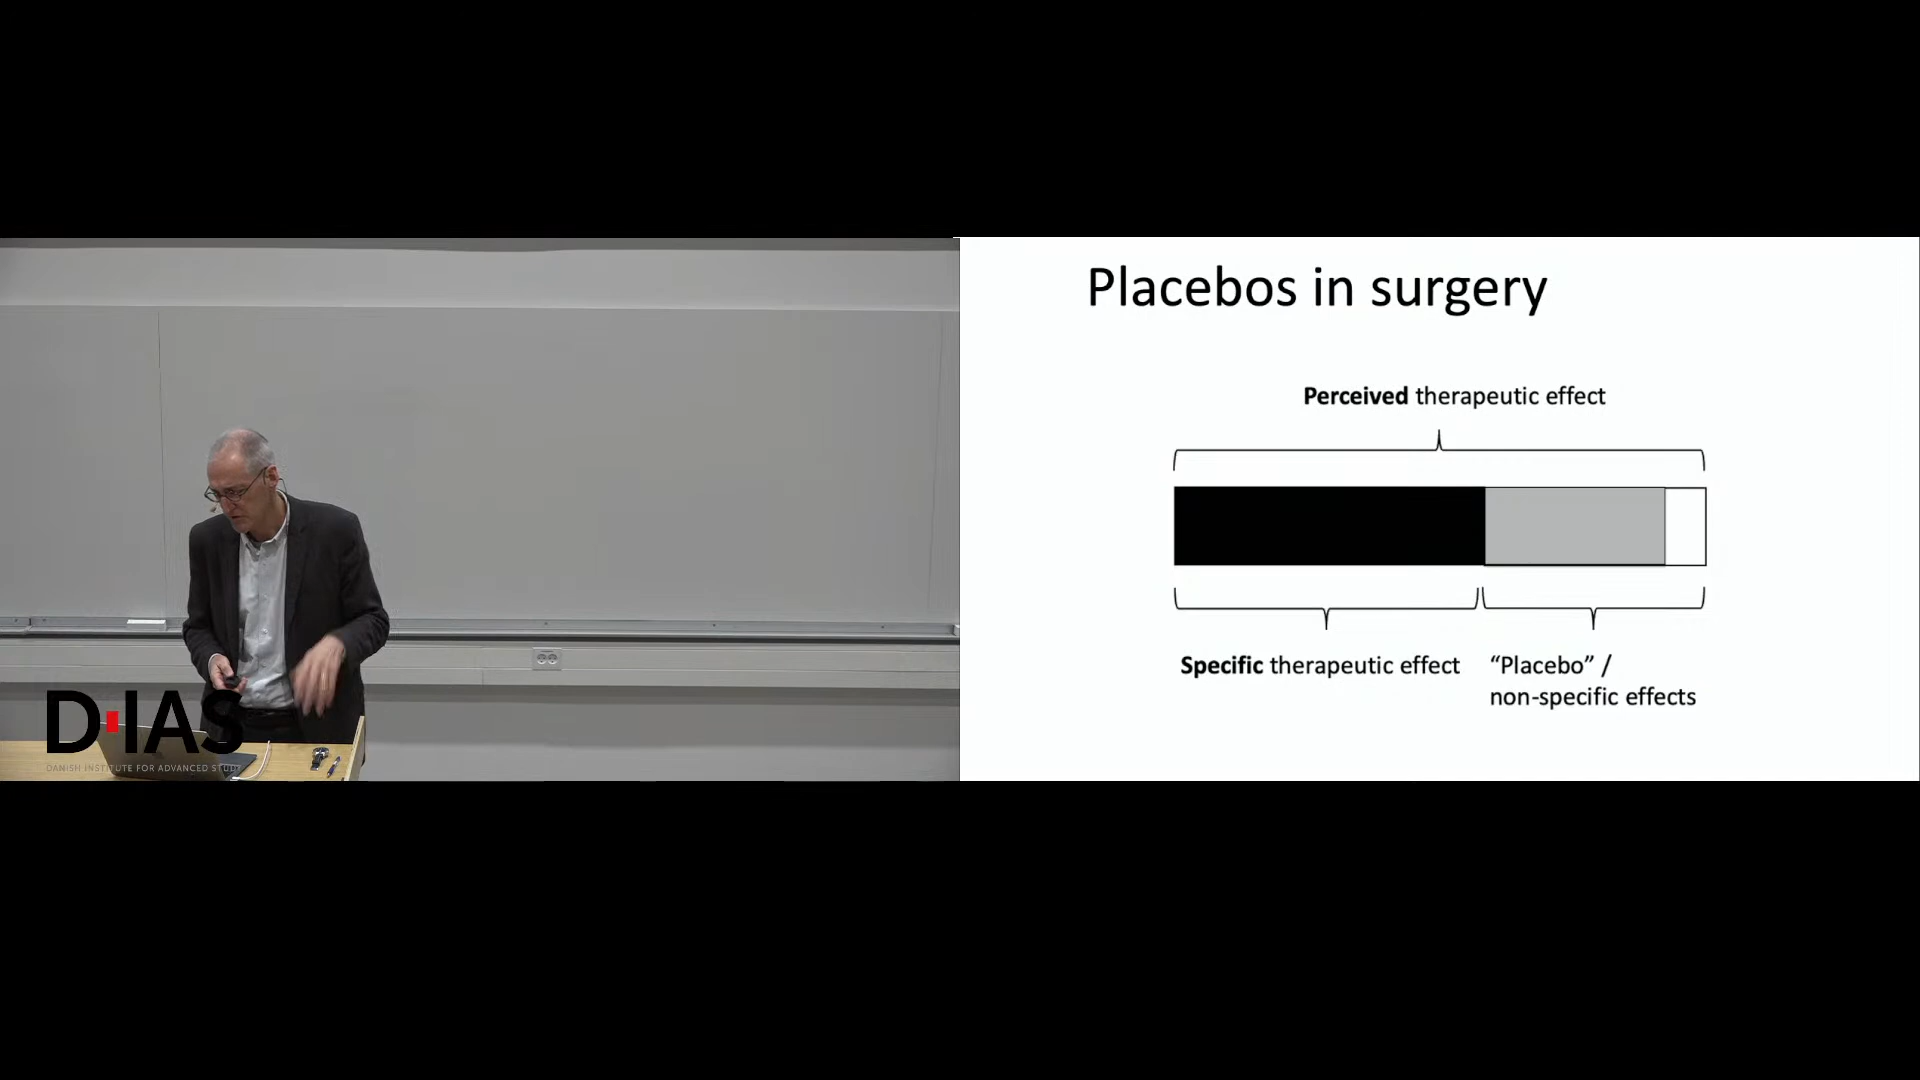 Placebos in surgery
Perceived therapeutic effect
Specific therapeutic effect
“Placebo” /
non-specific effects
D·IAS
DANISH INSTITUTE FOR ADVANCED STUDY